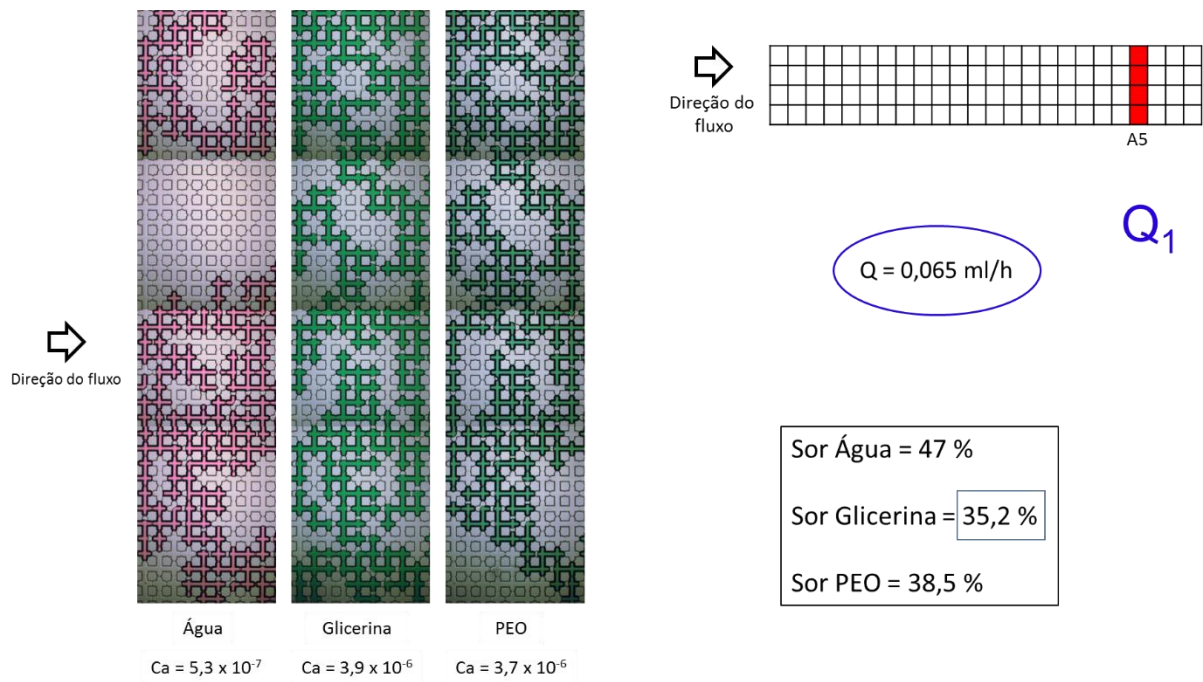 Direção do
fluxo
A5
Q₁
Q = 0,065 ml/h
Direção do fluxo
Sor Água = 47 %
Sor Glicerina = 35,2 %
Sor PEO = 38,5 %
Água
Glicerina
PEO
Ca = 5,3 x 10⁻⁷
Ca = 3,9 x 10⁻⁶
Ca = 3,7 x 10⁻⁶